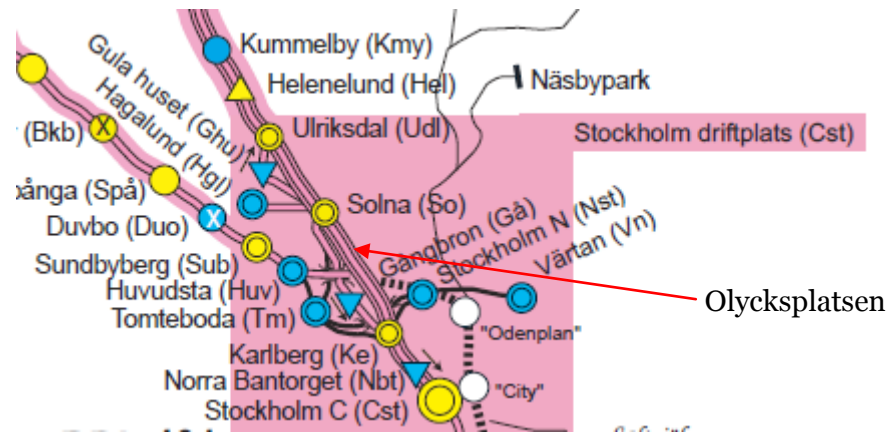 Kummelby (Kmy)
Helenelund (Hel)
Näsbypark
Gula huset (Ghu)
Hagalund (Hgl)
Ulriksdal (Udl)
Stockholm driftplats (Cst)
(Bkb)
ånga (Spå)
Solna (So)
Duvbo (Duo)
Gångbron (Gå)
Stockholm N (Nst)
Värtan (Vn)
Sundbyberg (Sub)
Huvudsta (Huv)
Tomteboda (Tm)
Olycksplatsen
"Odenplan"
Karlberg (Ke)
Norra Bantorget (Nbt)
"City"
Stockholm C (Cst)